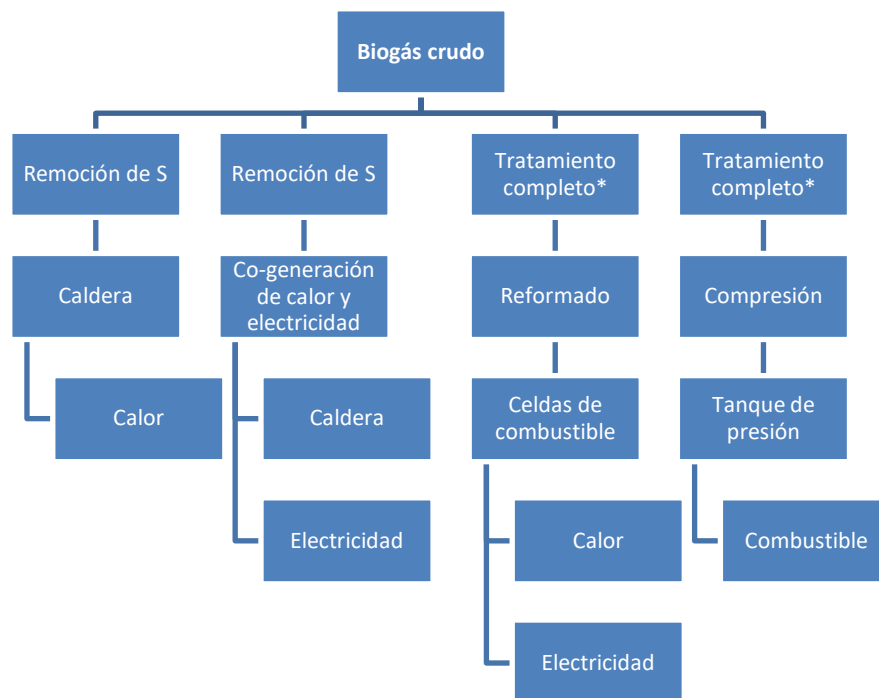 Biogás crudo
Remoción de S
Remoción de S
Tratamiento
completo*
Tratamiento
completo*
Caldera
Co-generación
de calor y
electricidad
Reformado
Compresión
Calor
Caldera
Celdas de
combustible
Tanque de
presión
Electricidad
Calor
Combustible
Electricidad